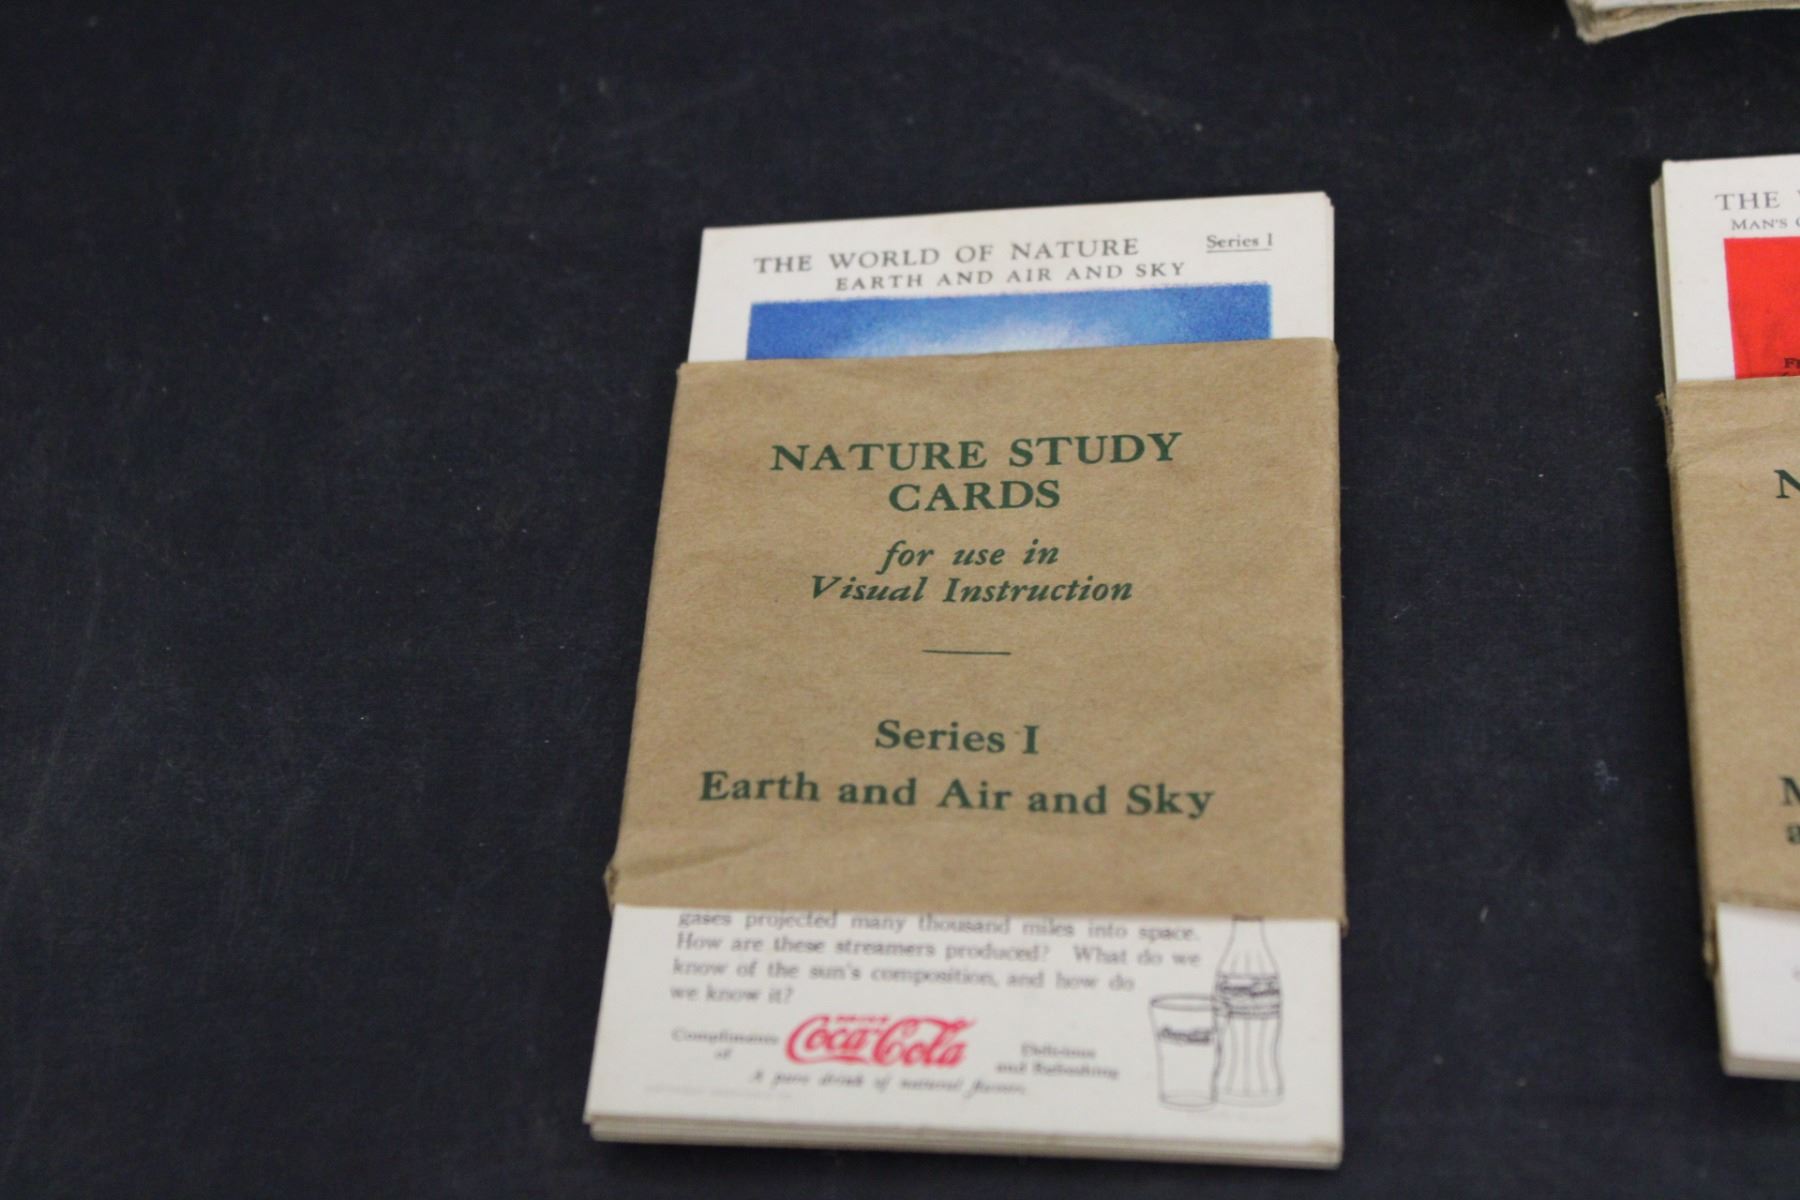 THE WORLD OF NATURE
Series I
EARTH AND AIR AND SKY
NATURE STUDY
CARDS
for use in
Visual Instruction
Series I
Earth and Air and Sky
gases projected many thousand miles into space.
How are these streamers produced? What do we
know of the sun's composition, and how do
we know it?
Compliments
of
DRINK
Coca-Cola
Delicious
and Refreshing
A pure drink of natural flavors
Coca-Cola
THE
MAN'S
N
M
a